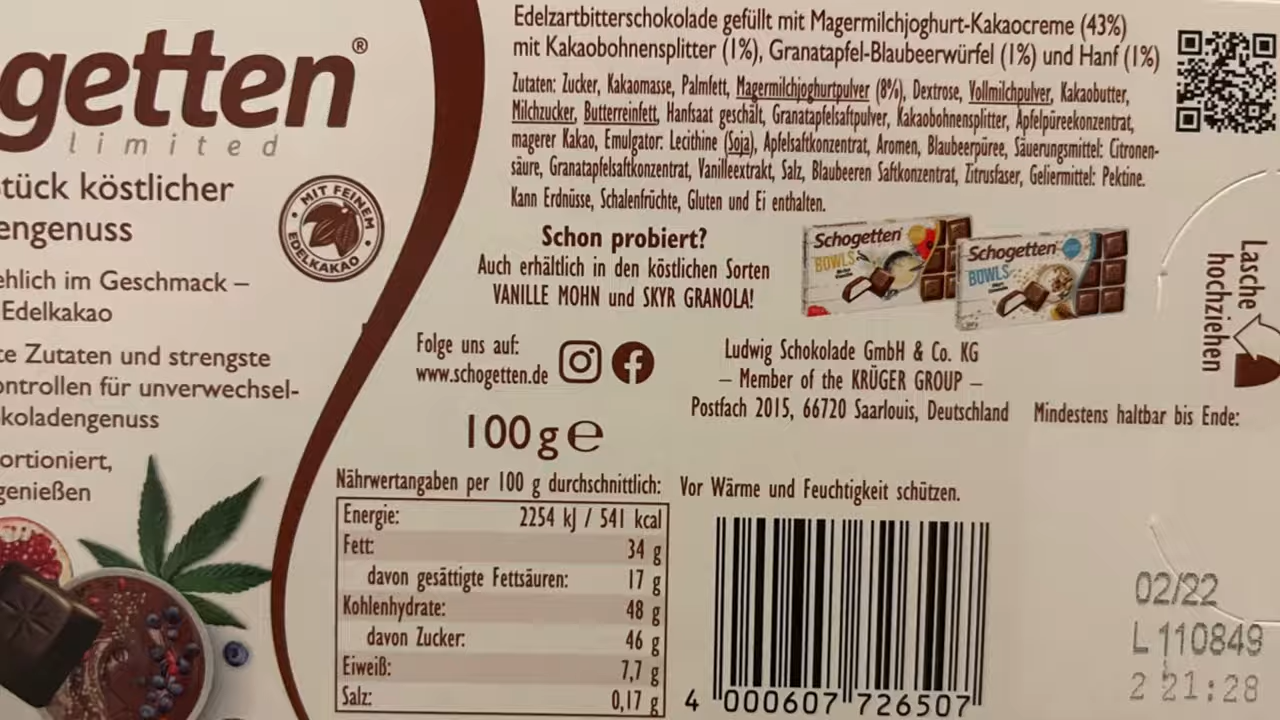 getten®
limited
tück köstlicher
engenuss
ehlich im Geschmack –
Edelkakao
te Zutaten und strengste
ontrollen für unverwechsel-
koladengenuss
ortioniert,
genießen
MIT FEINEM
EDELKAKAO
Edelzartbitterschokolade gefüllt mit Magermilchjoghurt-Kakaocreme (43%)
mit Kakaobohnensplitter (1%), Granatapfel-Blaubeerwürfel (1%) und Hanf (1%)
Zutaten: Zucker, Kakaomasse, Palmfett, Magermilchjoghurtpulver (8%), Dextrose, Vollmilchpulver, Kakaobutter,
Milchzucker, Butterreinfett, Hanfsaat geschält, Granatapfelsaftpulver, Kakaobohnensplitter, Apfelpüreekonzentrat,
magerer Kakao, Emulgator: Lecithine (Soja), Apfelsaftkonzentrat, Aromen, Blaubeerpüree, Säuerungsmittel: Citronen-
säure, Granatapfelsaftkonzentrat, Vanilleextrakt, Salz, Blaubeeren Saftkonzentrat, Zitrusfaser, Geliermittel: Pektine.
Kann Erdnüsse, Schalenfrüchte, Gluten und Ei enthalten.
Schon probiert?
Auch erhältlich in den köstlichen Sorten
VANILLE MOHN und SKYR GRANOLA!
Schogetten
BOWLS
Schogetten
BOWLS
Lasche
hochziehen
Folge uns auf:
www.schogetten.de
Ludwig Schokolade GmbH & Co. KG
– Member of the KRÜGER GROUP –
Postfach 2015, 66720 Saarlouis, Deutschland
Mindestens haltbar bis Ende:
100 g e
Nährwertangaben per 100 g durchschnittlich:
Vor Wärme und Feuchtigkeit schützen.
Energie: 2254 kJ / 541 kcal
Fett: 34 g
davon gesättigte Fettsäuren: 17 g
Kohlenhydrate: 48 g
davon Zucker: 46 g
Eiweiß: 7,7 g
Salz: 0,17 g
4 000607 726507
02/22
L 110849
2 21:28